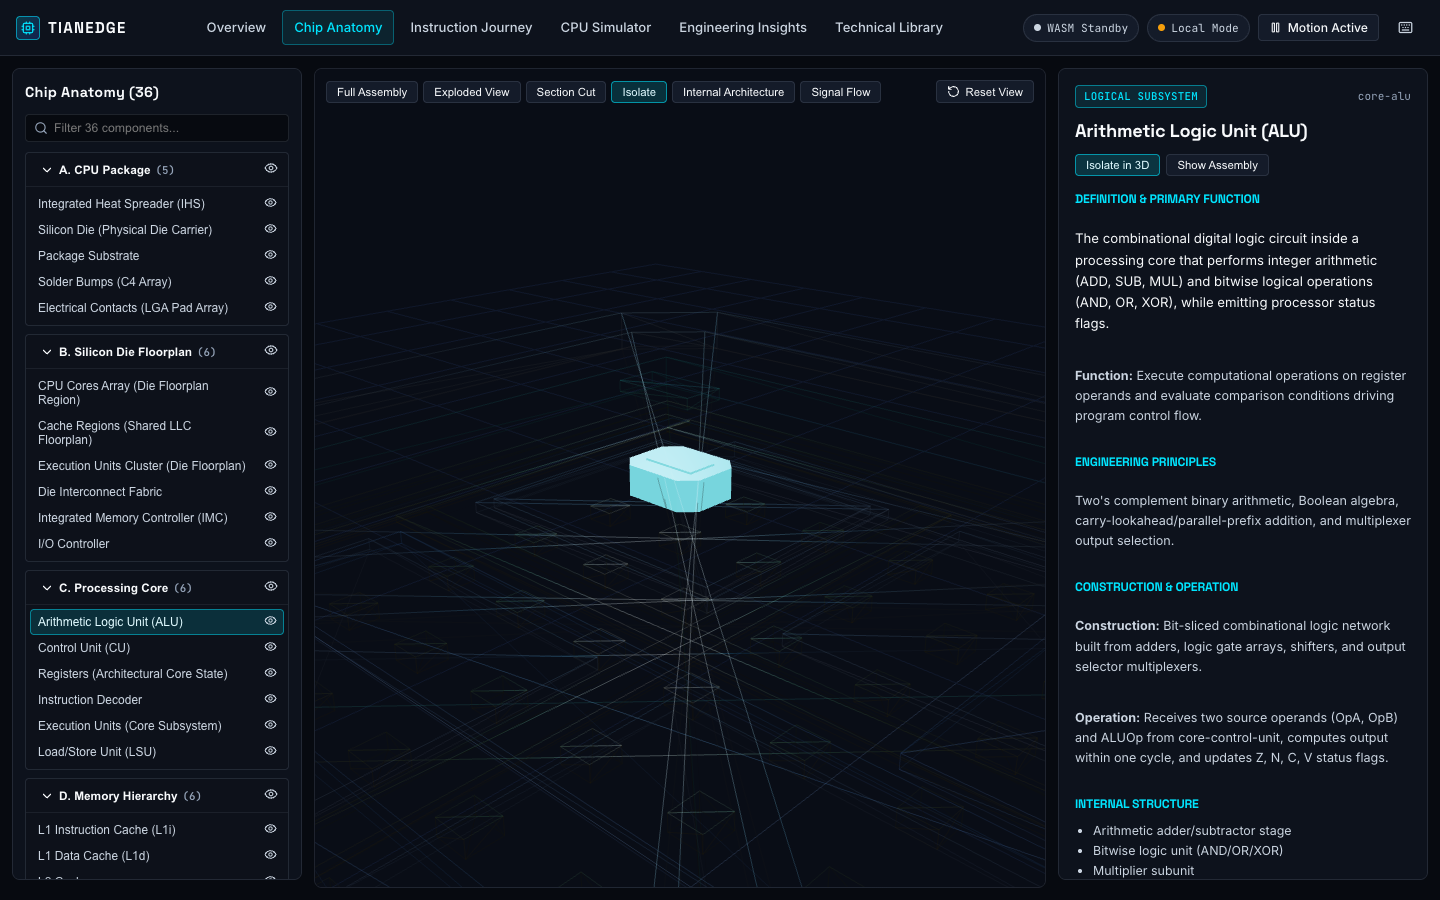 TIANEDGE
Overview
Chip Anatomy
Instruction Journey
CPU Simulator
Engineering Insights
Technical Library
WASM Standby
Local Mode
Motion Active
Chip Anatomy (36)
Filter 36 components...
A. CPU Package (5)
Integrated Heat Spreader (IHS)
Silicon Die (Physical Die Carrier)
Package Substrate
Solder Bumps (C4 Array)
Electrical Contacts (LGA Pad Array)
B. Silicon Die Floorplan (6)
CPU Cores Array (Die Floorplan
Region)
Cache Regions (Shared LLC
Floorplan)
Execution Units Cluster (Die Floorplan)
Die Interconnect Fabric
Integrated Memory Controller (IMC)
I/O Controller
C. Processing Core (6)
Arithmetic Logic Unit (ALU)
Control Unit (CU)
Registers (Architectural Core State)
Instruction Decoder
Execution Units (Core Subsystem)
Load/Store Unit (LSU)
D. Memory Hierarchy (6)
L1 Instruction Cache (L1i)
L1 Data Cache (L1d)
Full Assembly
Exploded View
Section Cut
Isolate
Internal Architecture
Signal Flow
Reset View
LOGICAL SUBSYSTEM
core-alu
Arithmetic Logic Unit (ALU)
Isolate in 3D
Show Assembly
DEFINITION & PRIMARY FUNCTION
The combinational digital logic circuit inside a
processing core that performs integer arithmetic
(ADD, SUB, MUL) and bitwise logical operations
(AND, OR, XOR), while emitting processor status
flags.
Function: Execute computational operations on register
operands and evaluate comparison conditions driving
program control flow.
ENGINEERING PRINCIPLES
Two's complement binary arithmetic, Boolean algebra,
carry-lookahead/parallel-prefix addition, and multiplexer
output selection.
CONSTRUCTION & OPERATION
Construction: Bit-sliced combinational logic network
built from adders, logic gate arrays, shifters, and output
selector multiplexers.
Operation: Receives two source operands (OpA, OpB)
and ALUOp from core-control-unit, computes output
within one cycle, and updates Z, N, C, V status flags.
INTERNAL STRUCTURE
• Arithmetic adder/subtractor stage
• Bitwise logic unit (AND/OR/XOR)
• Multiplier subunit